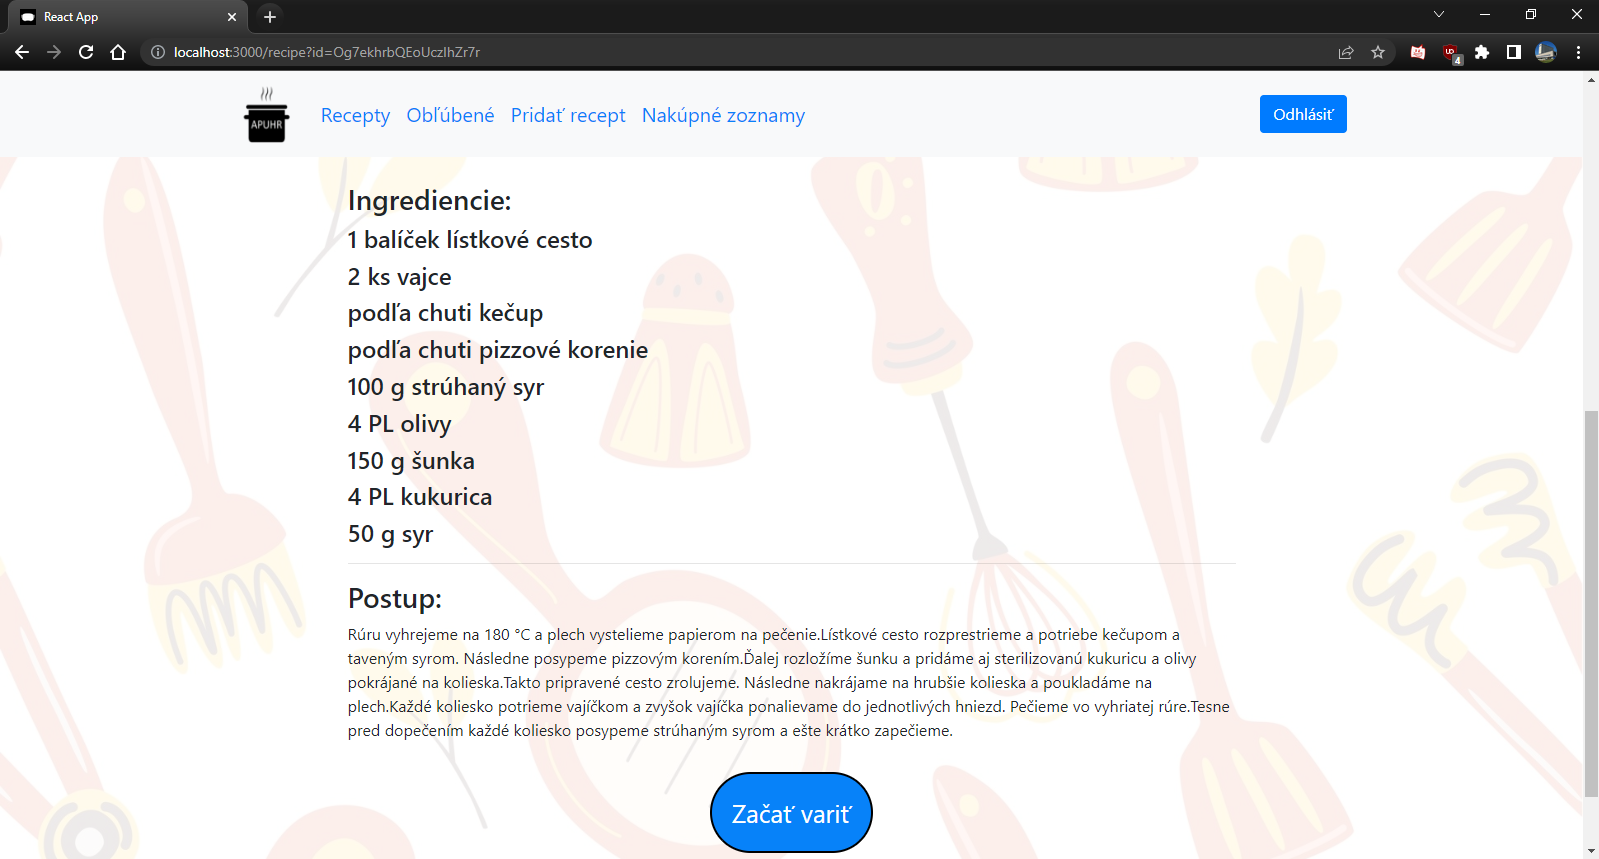 React App
localhost:3000/recipe?id=Og7ekhrbQEoUczlhZr7r
4
APUHR
Recepty Obľúbené Pridať recept Nakúpné zoznamy
Odhlásiť
Ingrediencie:
1 balíček lístkové cesto
2 ks vajce
podľa chuti kečup
podľa chuti pizzové korenie
100 g strúhaný syr
4 PL olivy
150 g šunka
4 PL kukurica
50 g syr
Postup:
Rúru vyhrejeme na 180 °C a plech vystelieme papierom na pečenie.Lístkové cesto rozprestrieme a potriebe kečupom a
taveným syrom. Následne posypeme pizzovým korením.Ďalej rozložíme šunku a pridáme aj sterilizovanú kukuricu a olivy
pokrájané na kolieska.Takto pripravené cesto zrolujeme. Následne nakrájame na hrubšie kolieska a poukladáme na
plech.Každé koliesko potrieme vajíčkom a zvyšok vajíčka ponalievame do jednotlivých hniezd. Pečieme vo vyhriatej rúre.Tesne
pred dopečením každé koliesko posypeme strúhaným syrom a ešte krátko zapečieme.
Začať variť